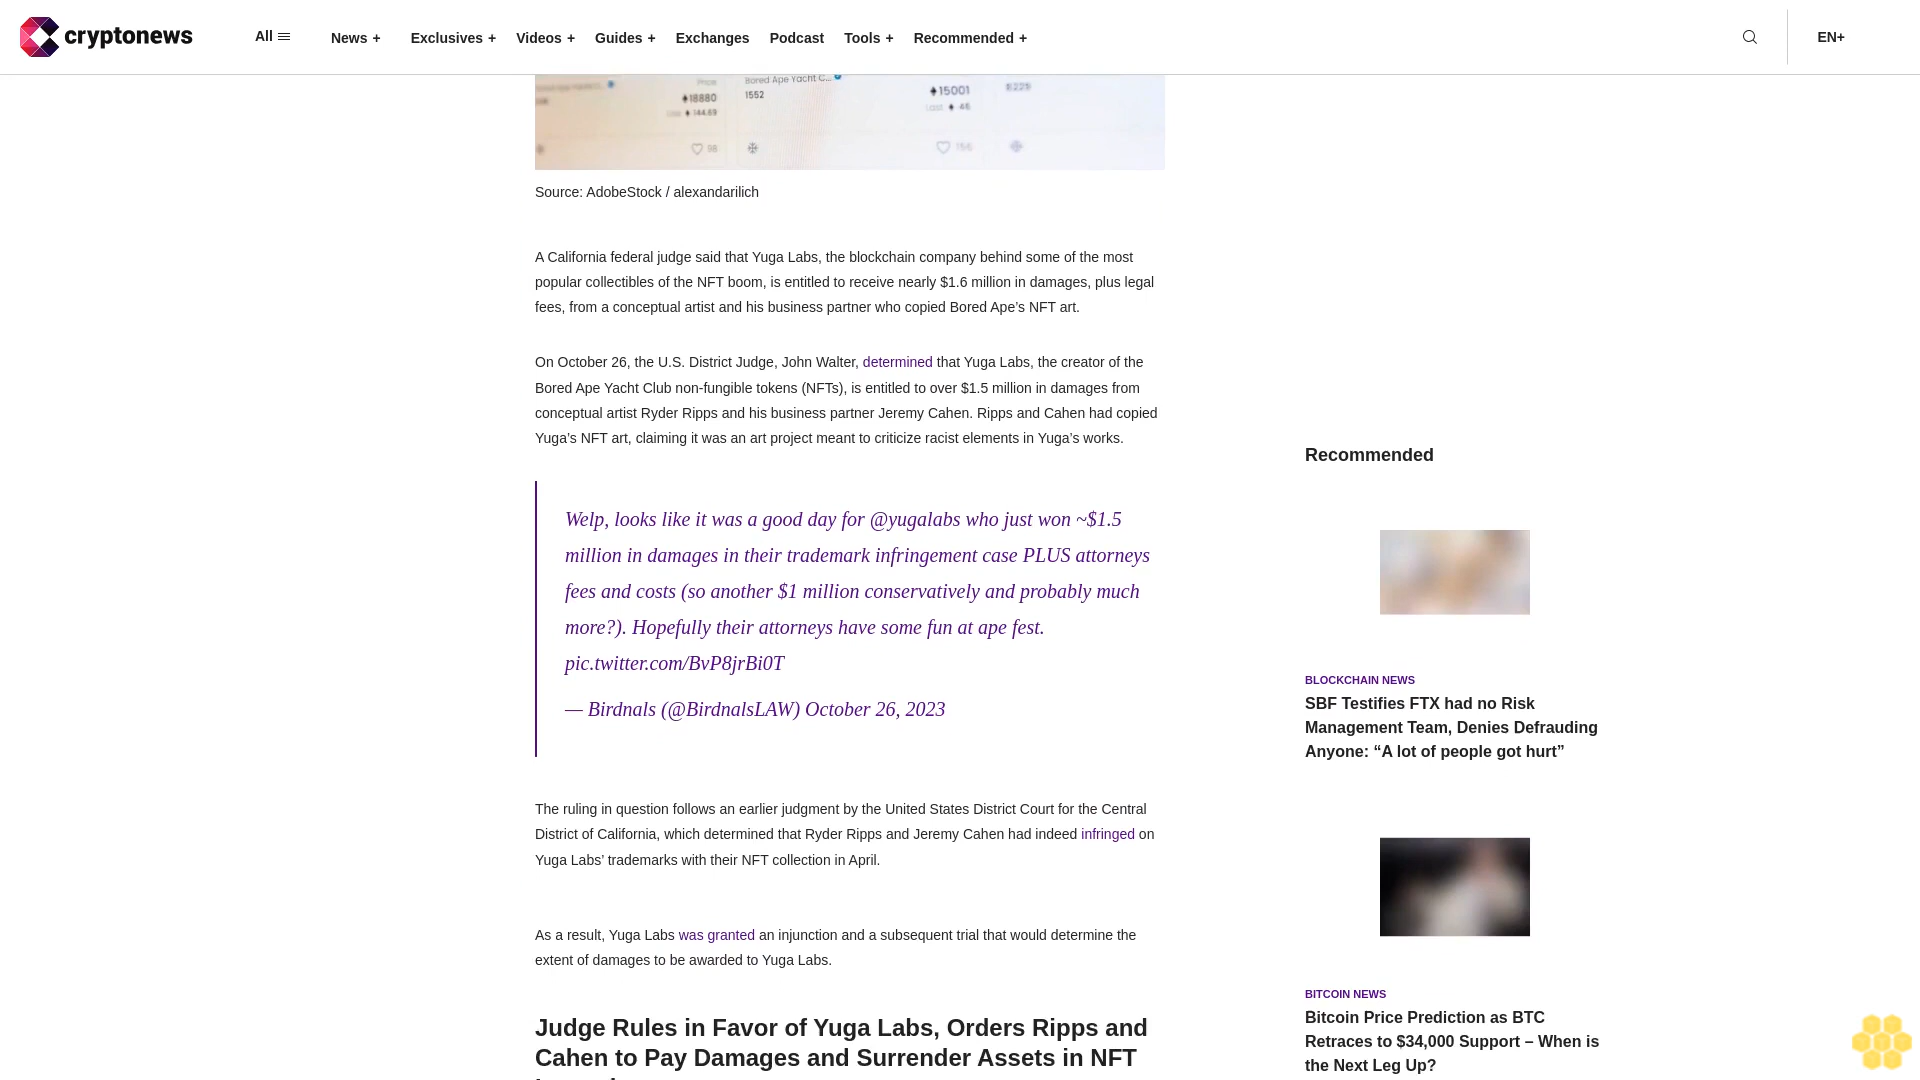 cryptonews
All
News +
Exclusives +
Videos +
Guides +
Exchanges
Podcast
Tools +
Recommended +
EN+
Price
18880
144.69
98
Bored Ape Yacht C...
1552
15001
Last 46
156
Source: AdobeStock / alexandarilich
A California federal judge said that Yuga Labs, the blockchain company behind some of the most
popular collectibles of the NFT boom, is entitled to receive nearly $1.6 million in damages, plus legal
fees, from a conceptual artist and his business partner who copied Bored Ape’s NFT art.
On October 26, the U.S. District Judge, John Walter, determined that Yuga Labs, the creator of the
Bored Ape Yacht Club non-fungible tokens (NFTs), is entitled to over $1.5 million in damages from
conceptual artist Ryder Ripps and his business partner Jeremy Cahen. Ripps and Cahen had copied
Yuga’s NFT art, claiming it was an art project meant to criticize racist elements in Yuga’s works.
Welp, looks like it was a good day for @yugalabs who just won ~$1.5
million in damages in their trademark infringement case PLUS attorneys
fees and costs (so another $1 million conservatively and probably much
more?). Hopefully their attorneys have some fun at ape fest.
pic.twitter.com/BvP8jrBi0T
— Birdnals (@BirdnalsLAW) October 26, 2023
The ruling in question follows an earlier judgment by the United States District Court for the Central
District of California, which determined that Ryder Ripps and Jeremy Cahen had indeed infringed on
Yuga Labs’ trademarks with their NFT collection in April.
As a result, Yuga Labs was granted an injunction and a subsequent trial that would determine the
extent of damages to be awarded to Yuga Labs.
Judge Rules in Favor of Yuga Labs, Orders Ripps and
Cahen to Pay Damages and Surrender Assets in NFT
Recommended
BLOCKCHAIN NEWS
SBF Testifies FTX had no Risk
Management Team, Denies Defrauding
Anyone: “A lot of people got hurt”
BITCOIN NEWS
Bitcoin Price Prediction as BTC
Retraces to $34,000 Support – When is
the Next Leg Up?